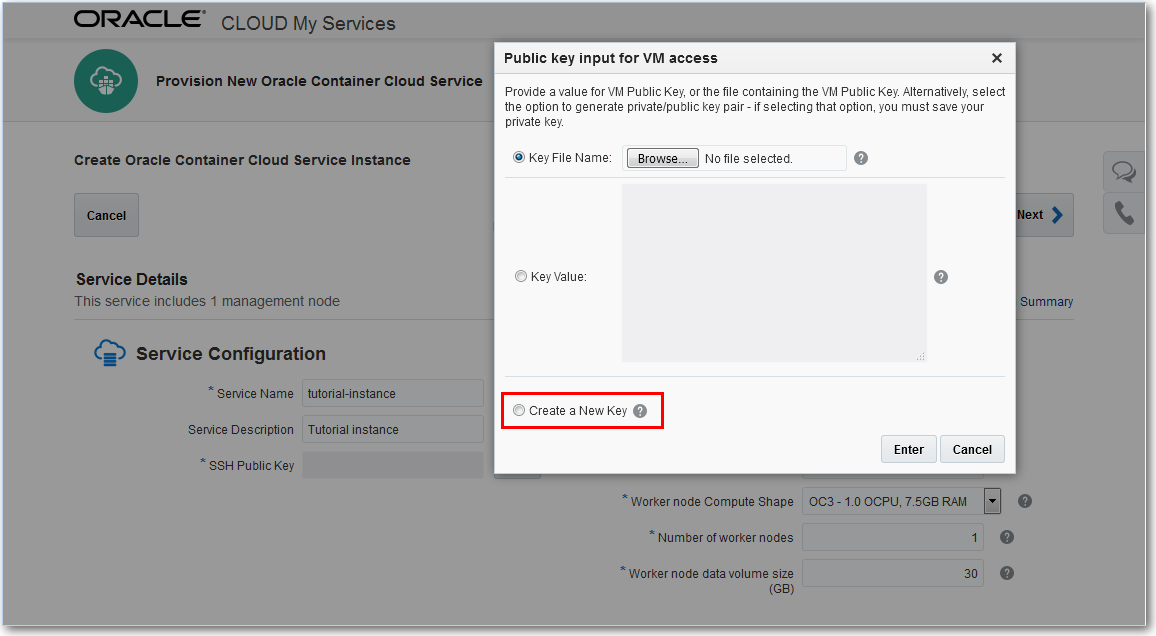 ORACLE® CLOUD My Services
Provision New Oracle Container Cloud Service
Create Oracle Container Cloud Service Instance
Cancel
Next
Service Details
This service includes 1 management node
Summary
Service Configuration
* Service Name tutorial-instance
Service Description Tutorial instance
* SSH Public Key
Public key input for VM access
Provide a value for VM Public Key, or the file containing the VM Public Key. Alternatively, select
the option to generate private/public key pair - if selecting that option, you must save your
private key.
Key File Name: Browse... No file selected. ?
Key Value: ?
Create a New Key ?
Enter Cancel
* Worker node Compute Shape OC3 - 1.0 OCPU, 7.5GB RAM ?
* Number of worker nodes 1 ?
* Worker node data volume size 30 ?
(GB)